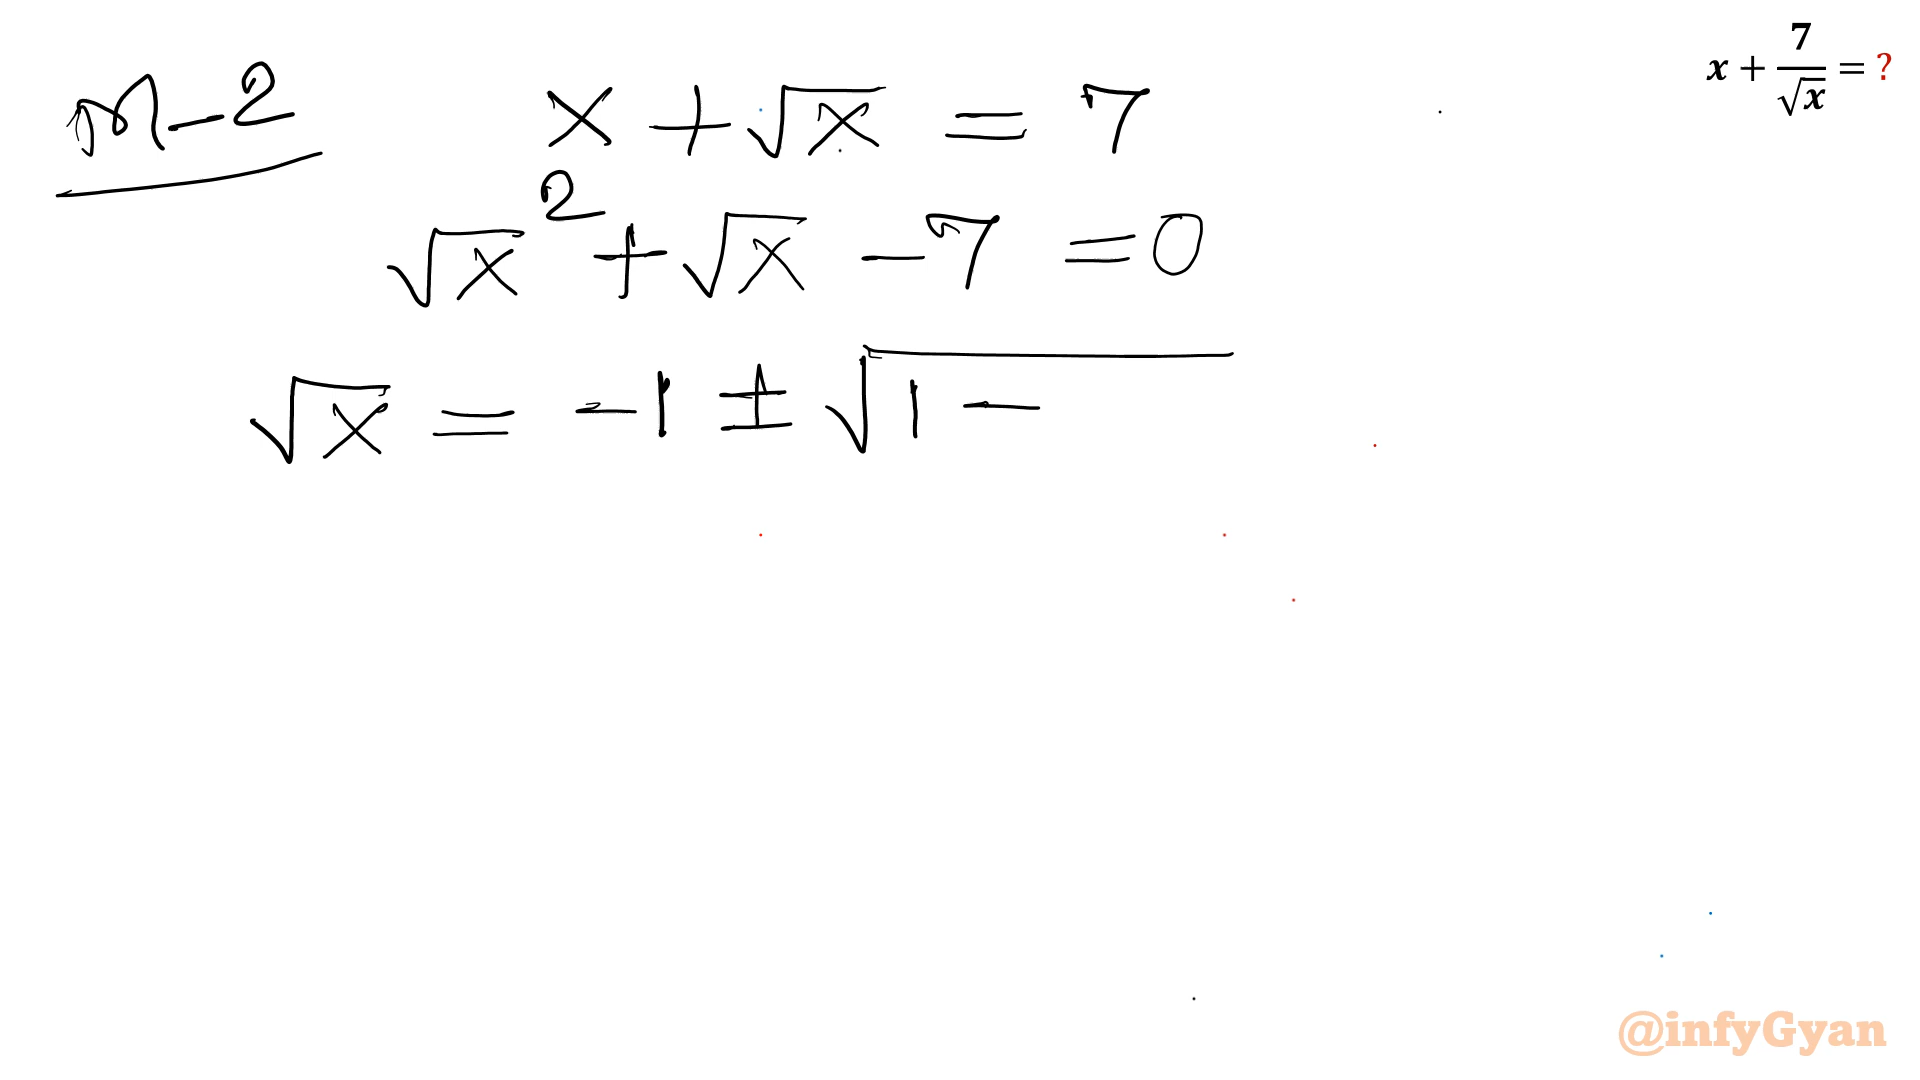 M-2
x + √x = 7
x + 7/√x = ?
√x² + √x - 7 = 0
√x = -1 ± √1 -
@infyGyan